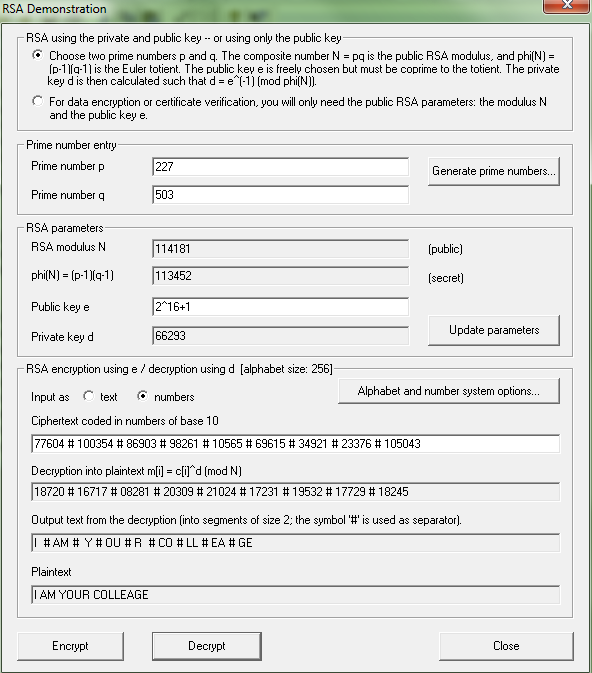 RSA Demonstration
RSA using the private and public key -- or using only the public key
Choose two prime numbers p and q. The composite number N = pq is the public RSA modulus, and phi(N) =
(p-1)(q-1) is the Euler totient. The public key e is freely chosen but must be coprime to the totient. The private
key d is then calculated such that d = e^(-1) (mod phi(N)).
For data encryption or certificate verification, you will only need the public RSA parameters: the modulus N
and the public key e.
Prime number entry
Prime number p 227 Generate prime numbers...
Prime number q 503
RSA parameters
RSA modulus N 114181 (public)
phi(N) = (p-1)(q-1) 113452 (secret)
Public key e 2^16+1
Private key d 66293 Update parameters
RSA encryption using e / decryption using d [alphabet size: 256]
Input as text numbers Alphabet and number system options...
Ciphertext coded in numbers of base 10
77604 # 100354 # 86903 # 98261 # 10565 # 69615 # 34921 # 23376 # 105043
Decryption into plaintext m[i] = c[i]^d (mod N)
18720 # 16717 # 08281 # 20309 # 21024 # 17231 # 19532 # 17729 # 18245
Output text from the decryption (into segments of size 2; the symbol '#' is used as separator).
I # AM # Y # OU # R # CO # LL # EA # GE
Plaintext
I AM YOUR COLLEAGE
Encrypt Decrypt Close